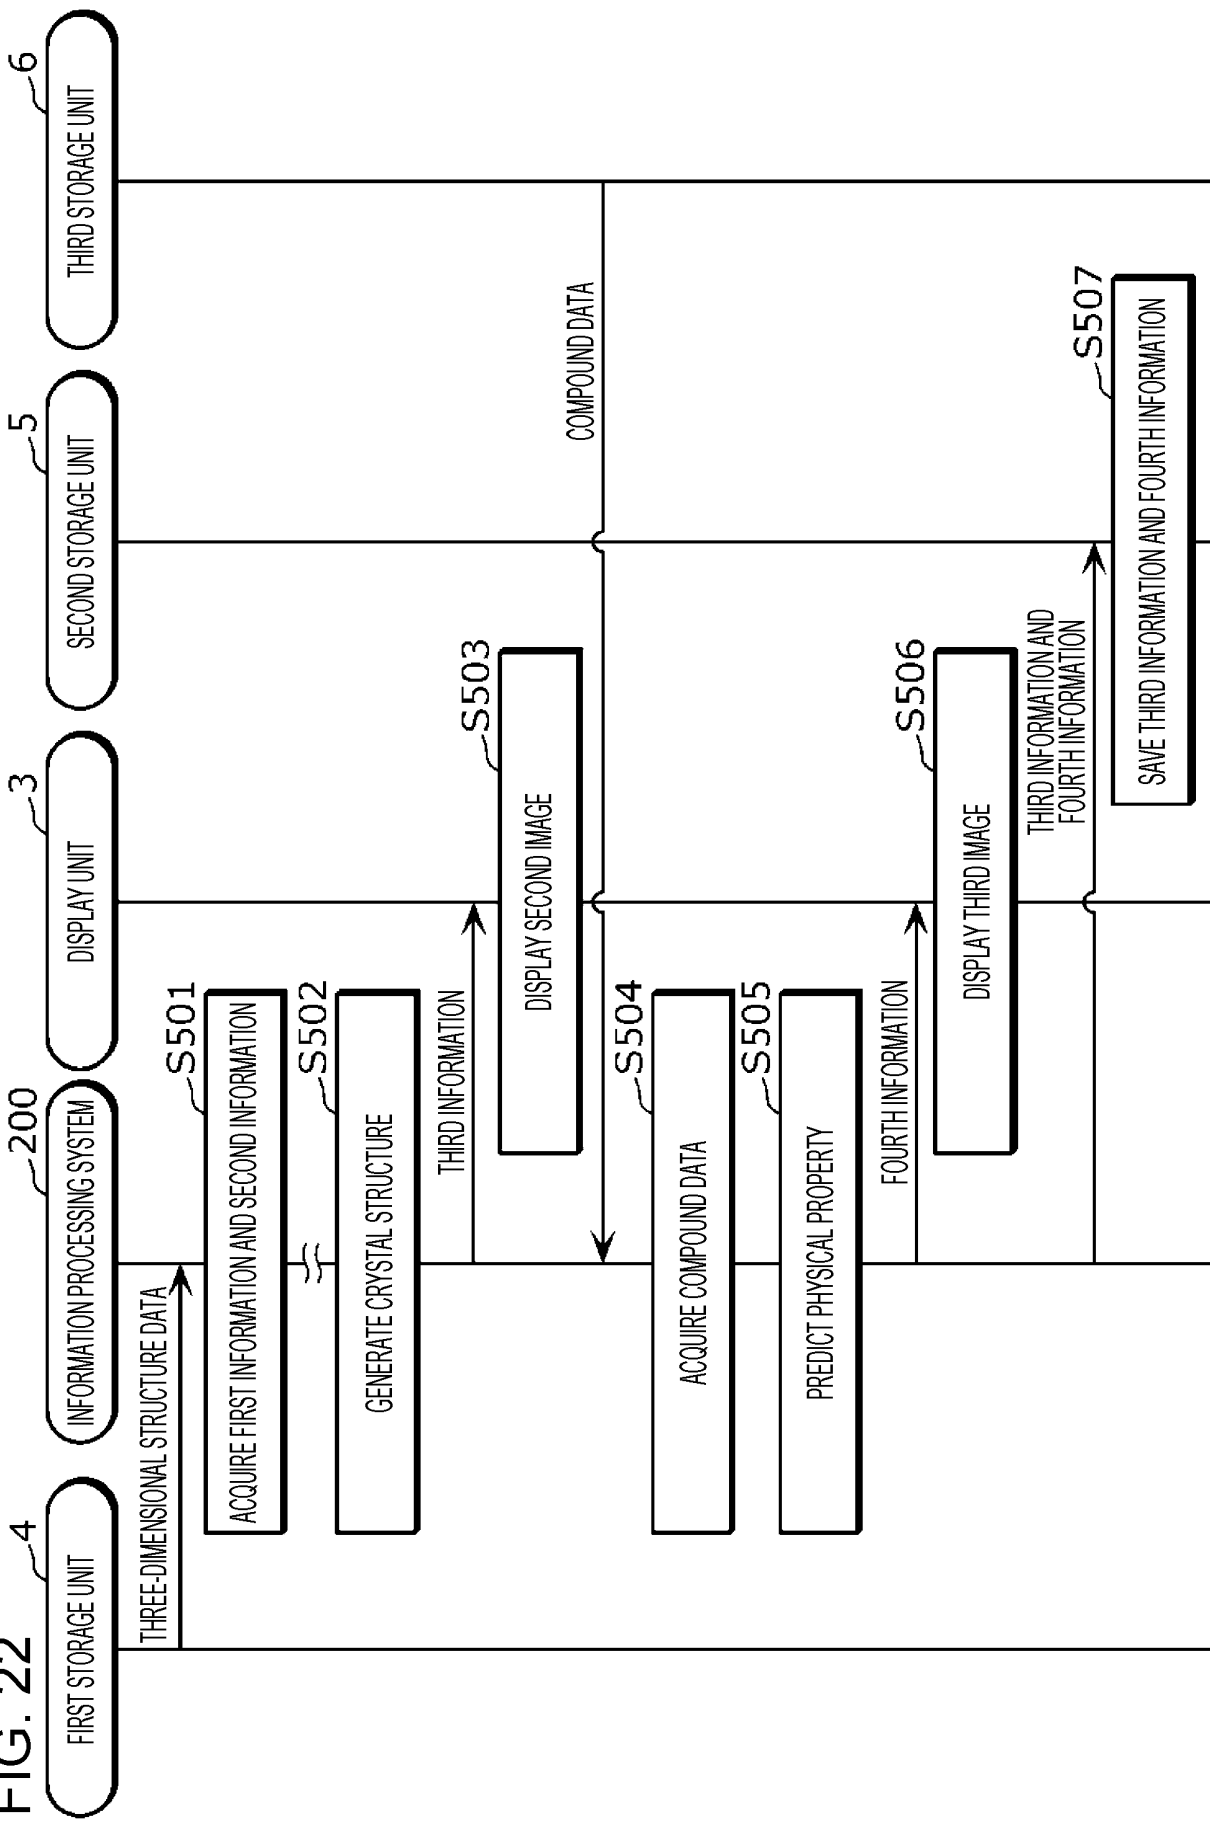 FIG. 22
4
200
3
5
6
FIRST STORAGE UNIT
INFORMATION PROCESSING SYSTEM
DISPLAY UNIT
SECOND STORAGE UNIT
THIRD STORAGE UNIT
THREE-DIMENSIONAL STRUCTURE DATA
S501
ACQUIRE FIRST INFORMATION AND SECOND INFORMATION
S502
GENERATE CRYSTAL STRUCTURE
THIRD INFORMATION
S503
DISPLAY SECOND IMAGE
COMPOUND DATA
S504
ACQUIRE COMPOUND DATA
S505
PREDICT PHYSICAL PROPERTY
FOURTH INFORMATION
S506
DISPLAY THIRD IMAGE
THIRD INFORMATION AND
FOURTH INFORMATION
S507
SAVE THIRD INFORMATION AND FOURTH INFORMATION